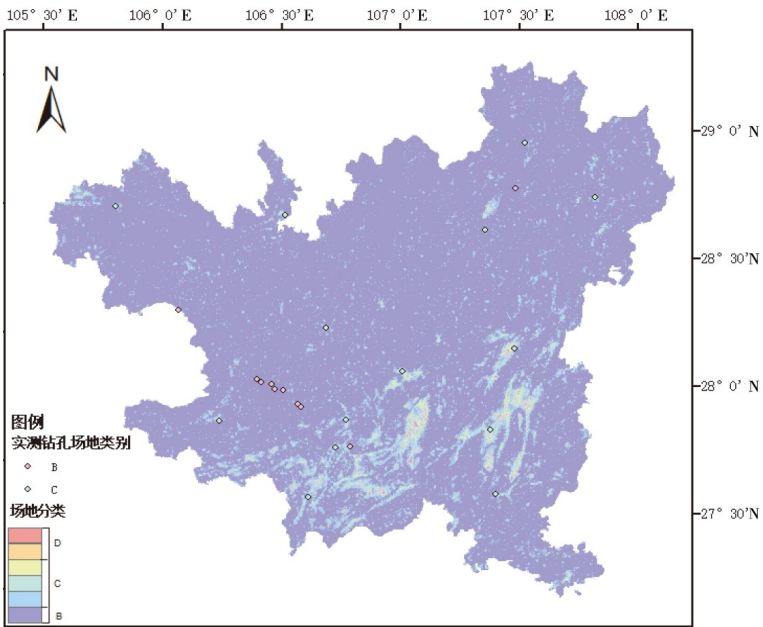 105° 30′ E 106° 0′ E 106° 30′ E 107° 0′ E 107° 30′ E 108° 0′ E
N
29° 0′ N
28° 30′N
28° 0′ N
27° 30′N
图例
实测钻孔场地类别
B
C
场地分类
D
C
B